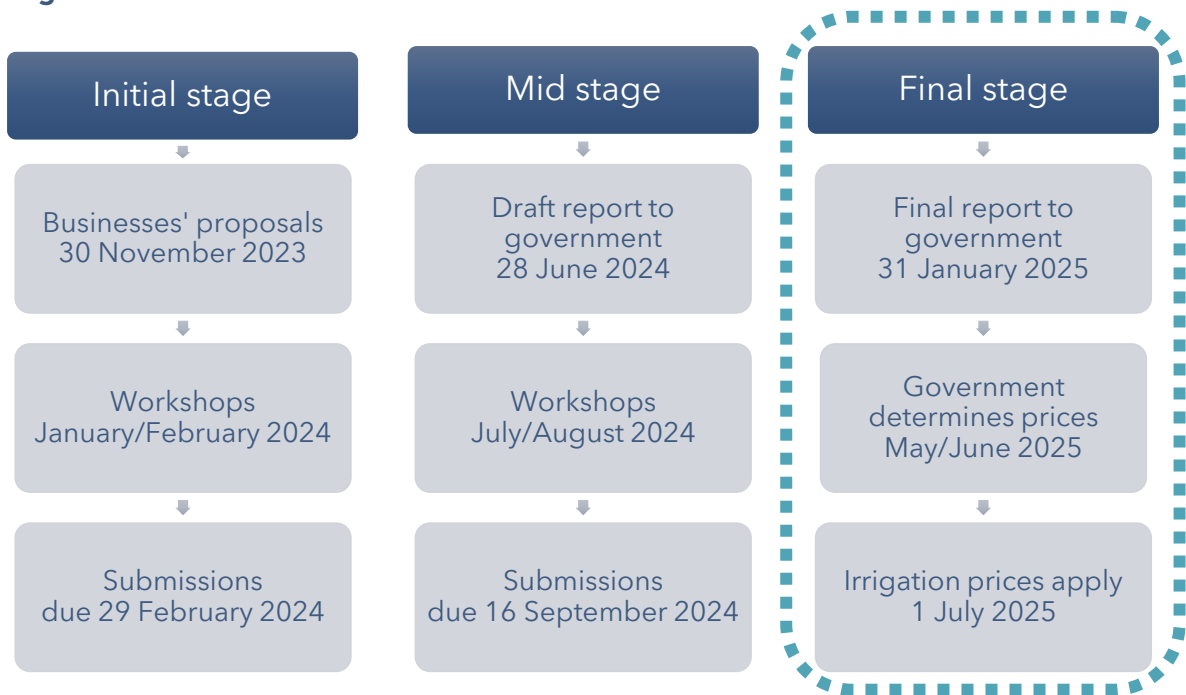 Initial stage
Businesses' proposals
30 November 2023
Workshops
January/February 2024
Submissions
due 29 February 2024
Mid stage
Draft report to
government
28 June 2024
Workshops
July/August 2024
Submissions
due 16 September 2024
Final stage
Final report to
government
31 January 2025
Government
determines prices
May/June 2025
Irrigation prices apply
1 July 2025